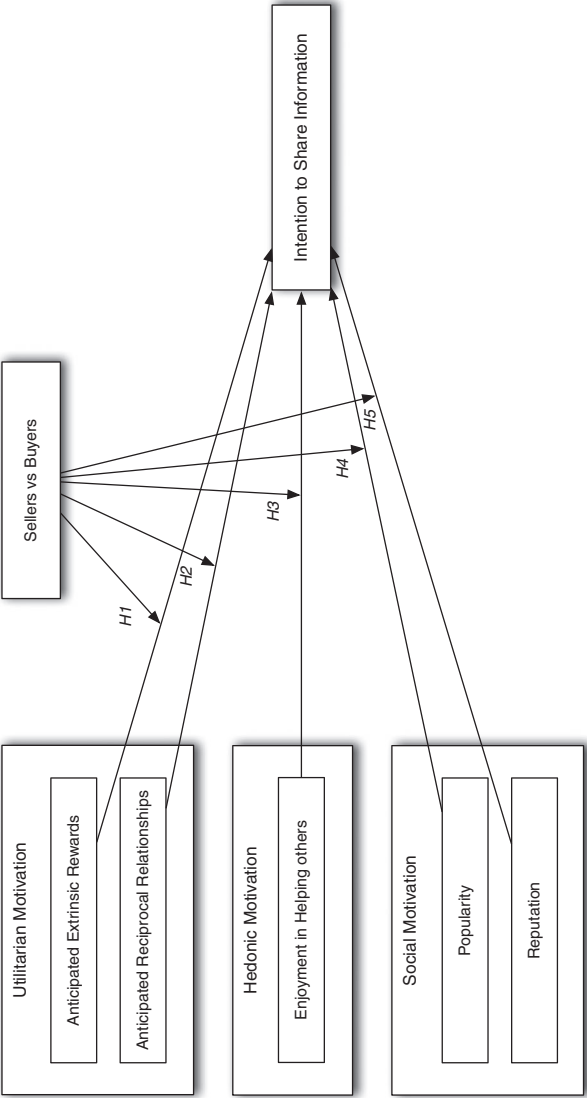 Sellers vs Buyers
Utilitarian Motivation
Anticipated Extrinsic Rewards
Anticipated Reciprocal Relationships
Hedonic Motivation
Enjoyment in Helping others
Social Motivation
Popularity
Reputation
H1
H2
H3
H4
H5
Intention to Share Information